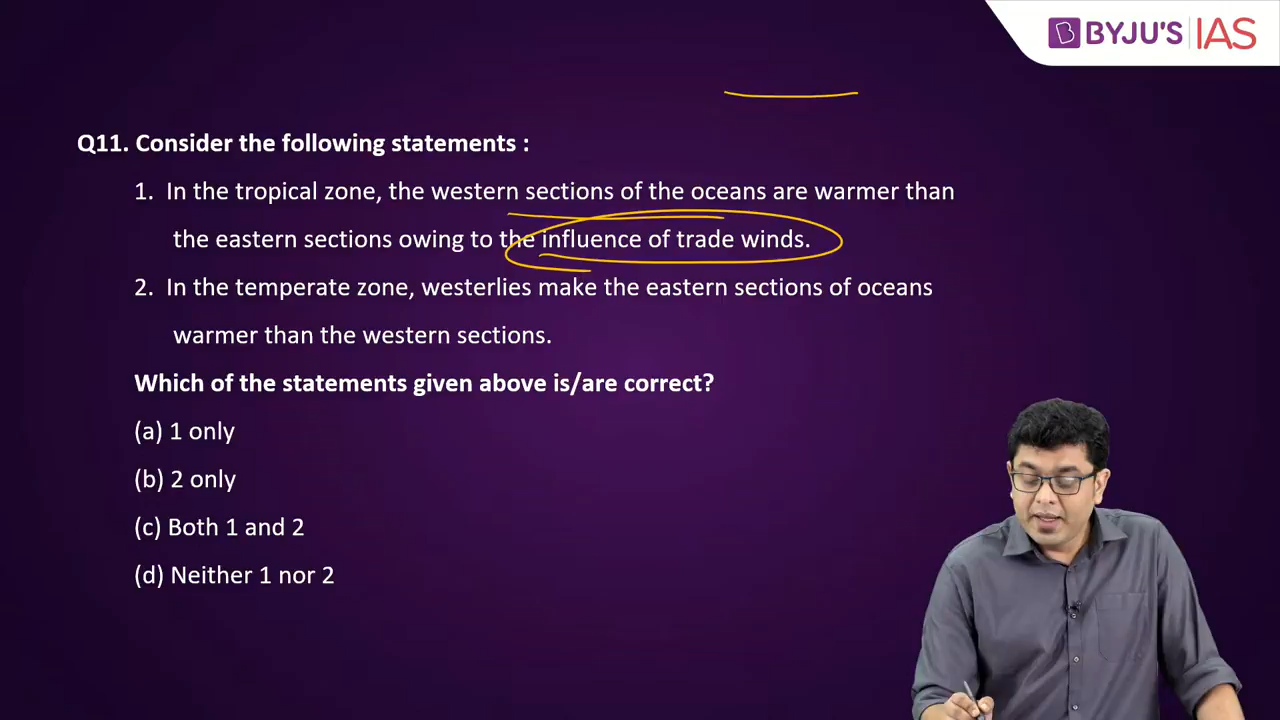 BYJU'S IAS
Q11. Consider the following statements :
1. In the tropical zone, the western sections of the oceans are warmer than
the eastern sections owing to the influence of trade winds.
2. In the temperate zone, westerlies make the eastern sections of oceans
warmer than the western sections.
Which of the statements given above is/are correct?
(a) 1 only
(b) 2 only
(c) Both 1 and 2
(d) Neither 1 nor 2